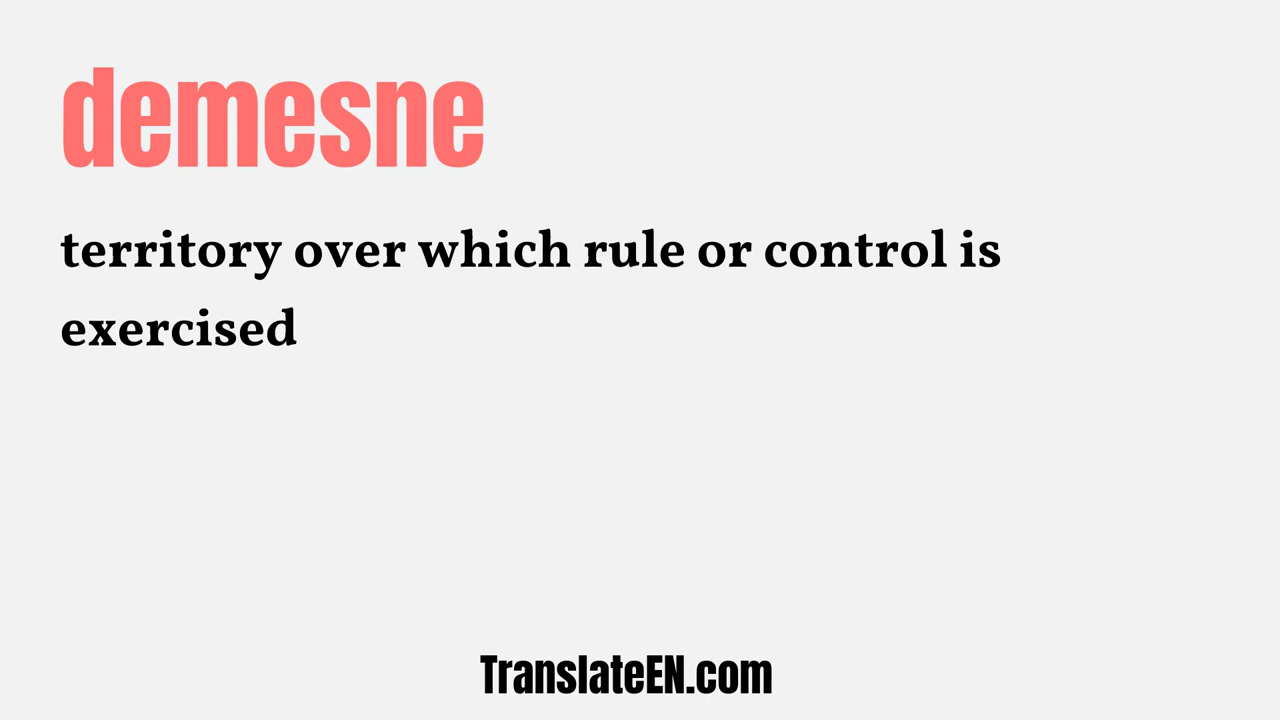 demesne
territory over which rule or control is
exercised
TranslateEN.com